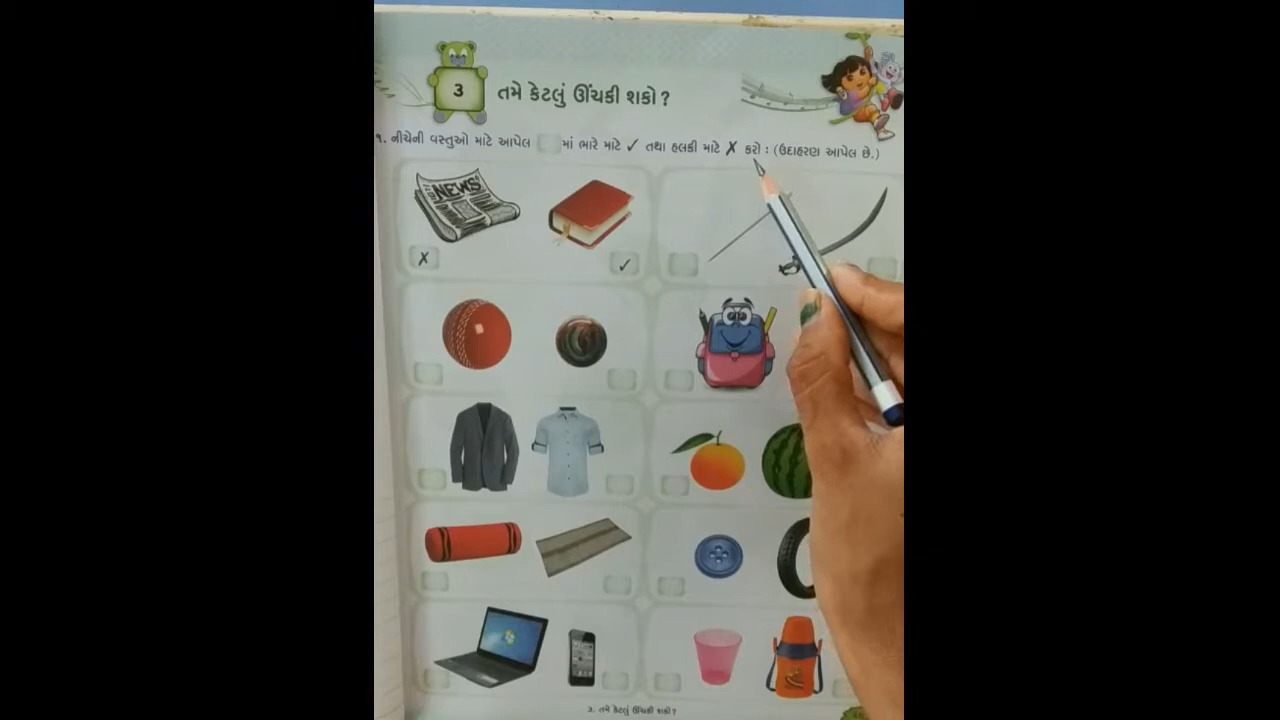 3
તમે કેટલું ઊંચકી શકો ?
૧. નીચેની વસ્તુઓ માટે આપેલ માં ભારે માટે ✓ તથા હલકી માટે ✗ કરો : (ઉદાહરણ આપેલ છે.)
NEWS
✗ ✓
૩. તમે કેટલું ઊંચકી શકો ?